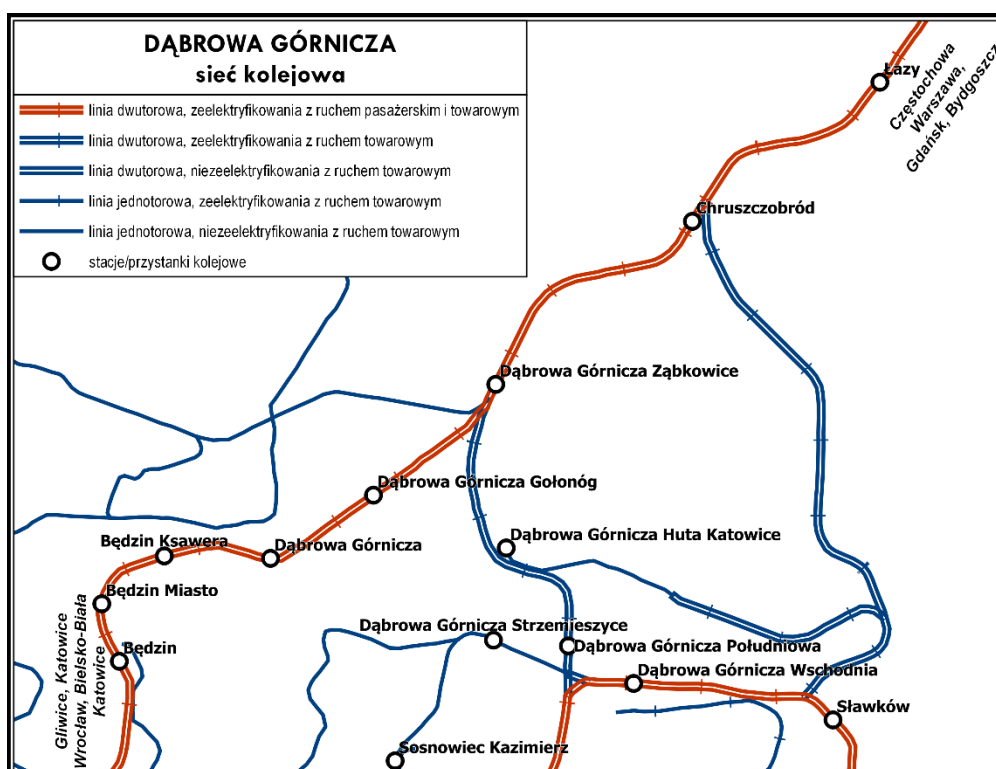 DĄBROWA GÓRNICZA
sieć kolejowa
linia dwutorowa, zeelektryfikowania z ruchem pasażerskim i towarowym
linia dwutorowa, zeelektryfikowania z ruchem towarowym
linia dwutorowa, niezeelektryfikowania z ruchem towarowym
linia jednotorowa, zeelektryfikowania z ruchem towarowym
linia jednotorowa, niezeelektryfikowania z ruchem towarowym
stacje/przystanki kolejowe
Łazy
Częstochowa
Warszawa,
Gdańsk, Bydgoszcz
Chruszczobród
Dąbrowa Górnicza Ząbkowice
Dąbrowa Górnicza Gołonóg
Dąbrowa Górnicza Huta Katowice
Będzin Ksawera
Dąbrowa Górnicza
Będzin Miasto
Dąbrowa Górnicza Strzemieszyce
Dąbrowa Górnicza Południowa
Będzin
Dąbrowa Górnicza Wschodnia
Gliwice, Katowice
Wrocław, Bielsko-Biała
Katowice
Sławków
Sosnowiec Kazimierz